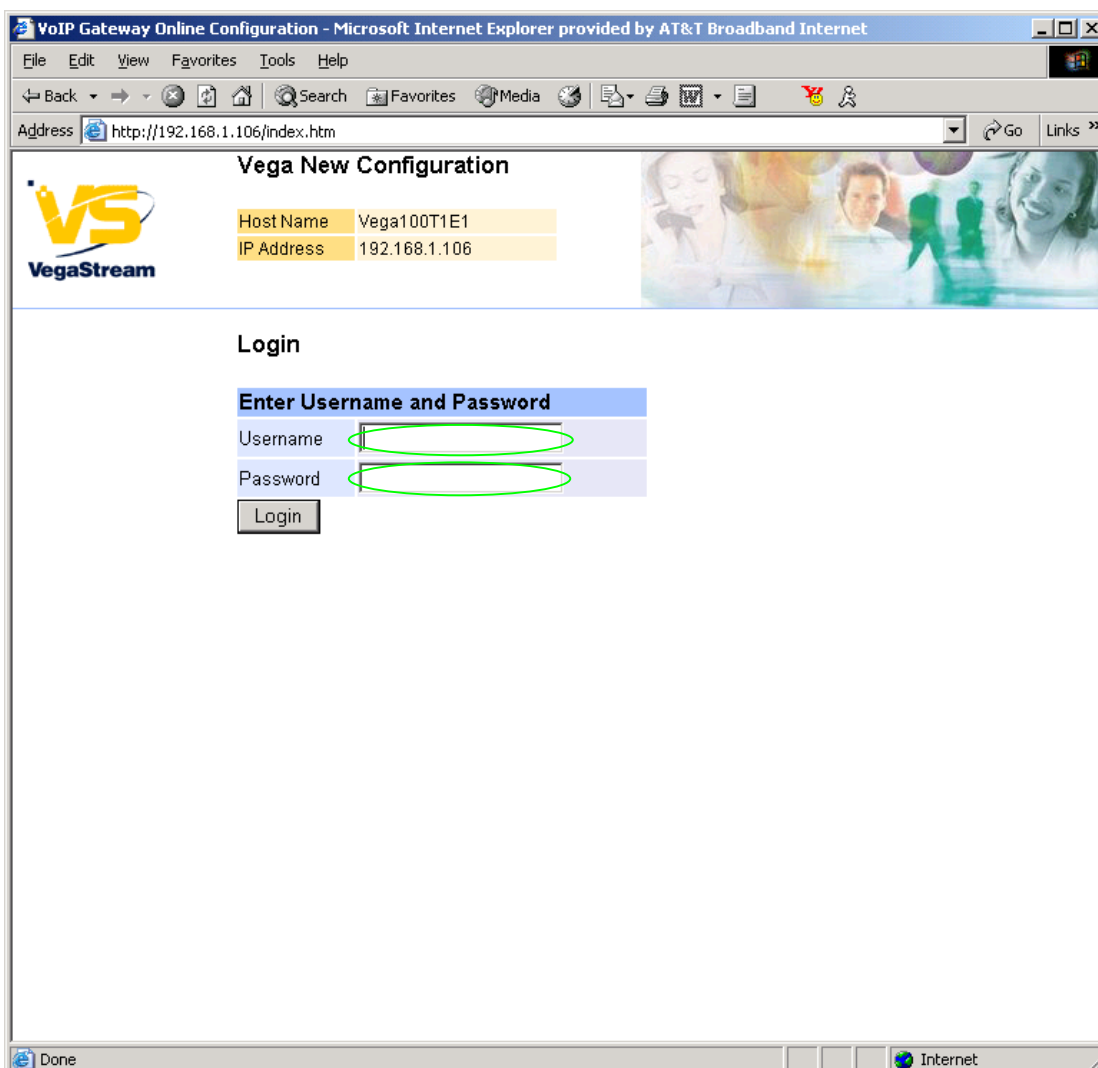 VoIP Gateway Online Configuration - Microsoft Internet Explorer provided by AT&T Broadband Internet
File Edit View Favorites Tools Help
Back Search Favorites Media
Address http://192.168.1.106/index.htm Go Links »
Vega New Configuration
VS
VegaStream
Host Name Vega100T1E1
IP Address 192.168.1.106
Login
Enter Username and Password
Username
Password
Login
Done Internet